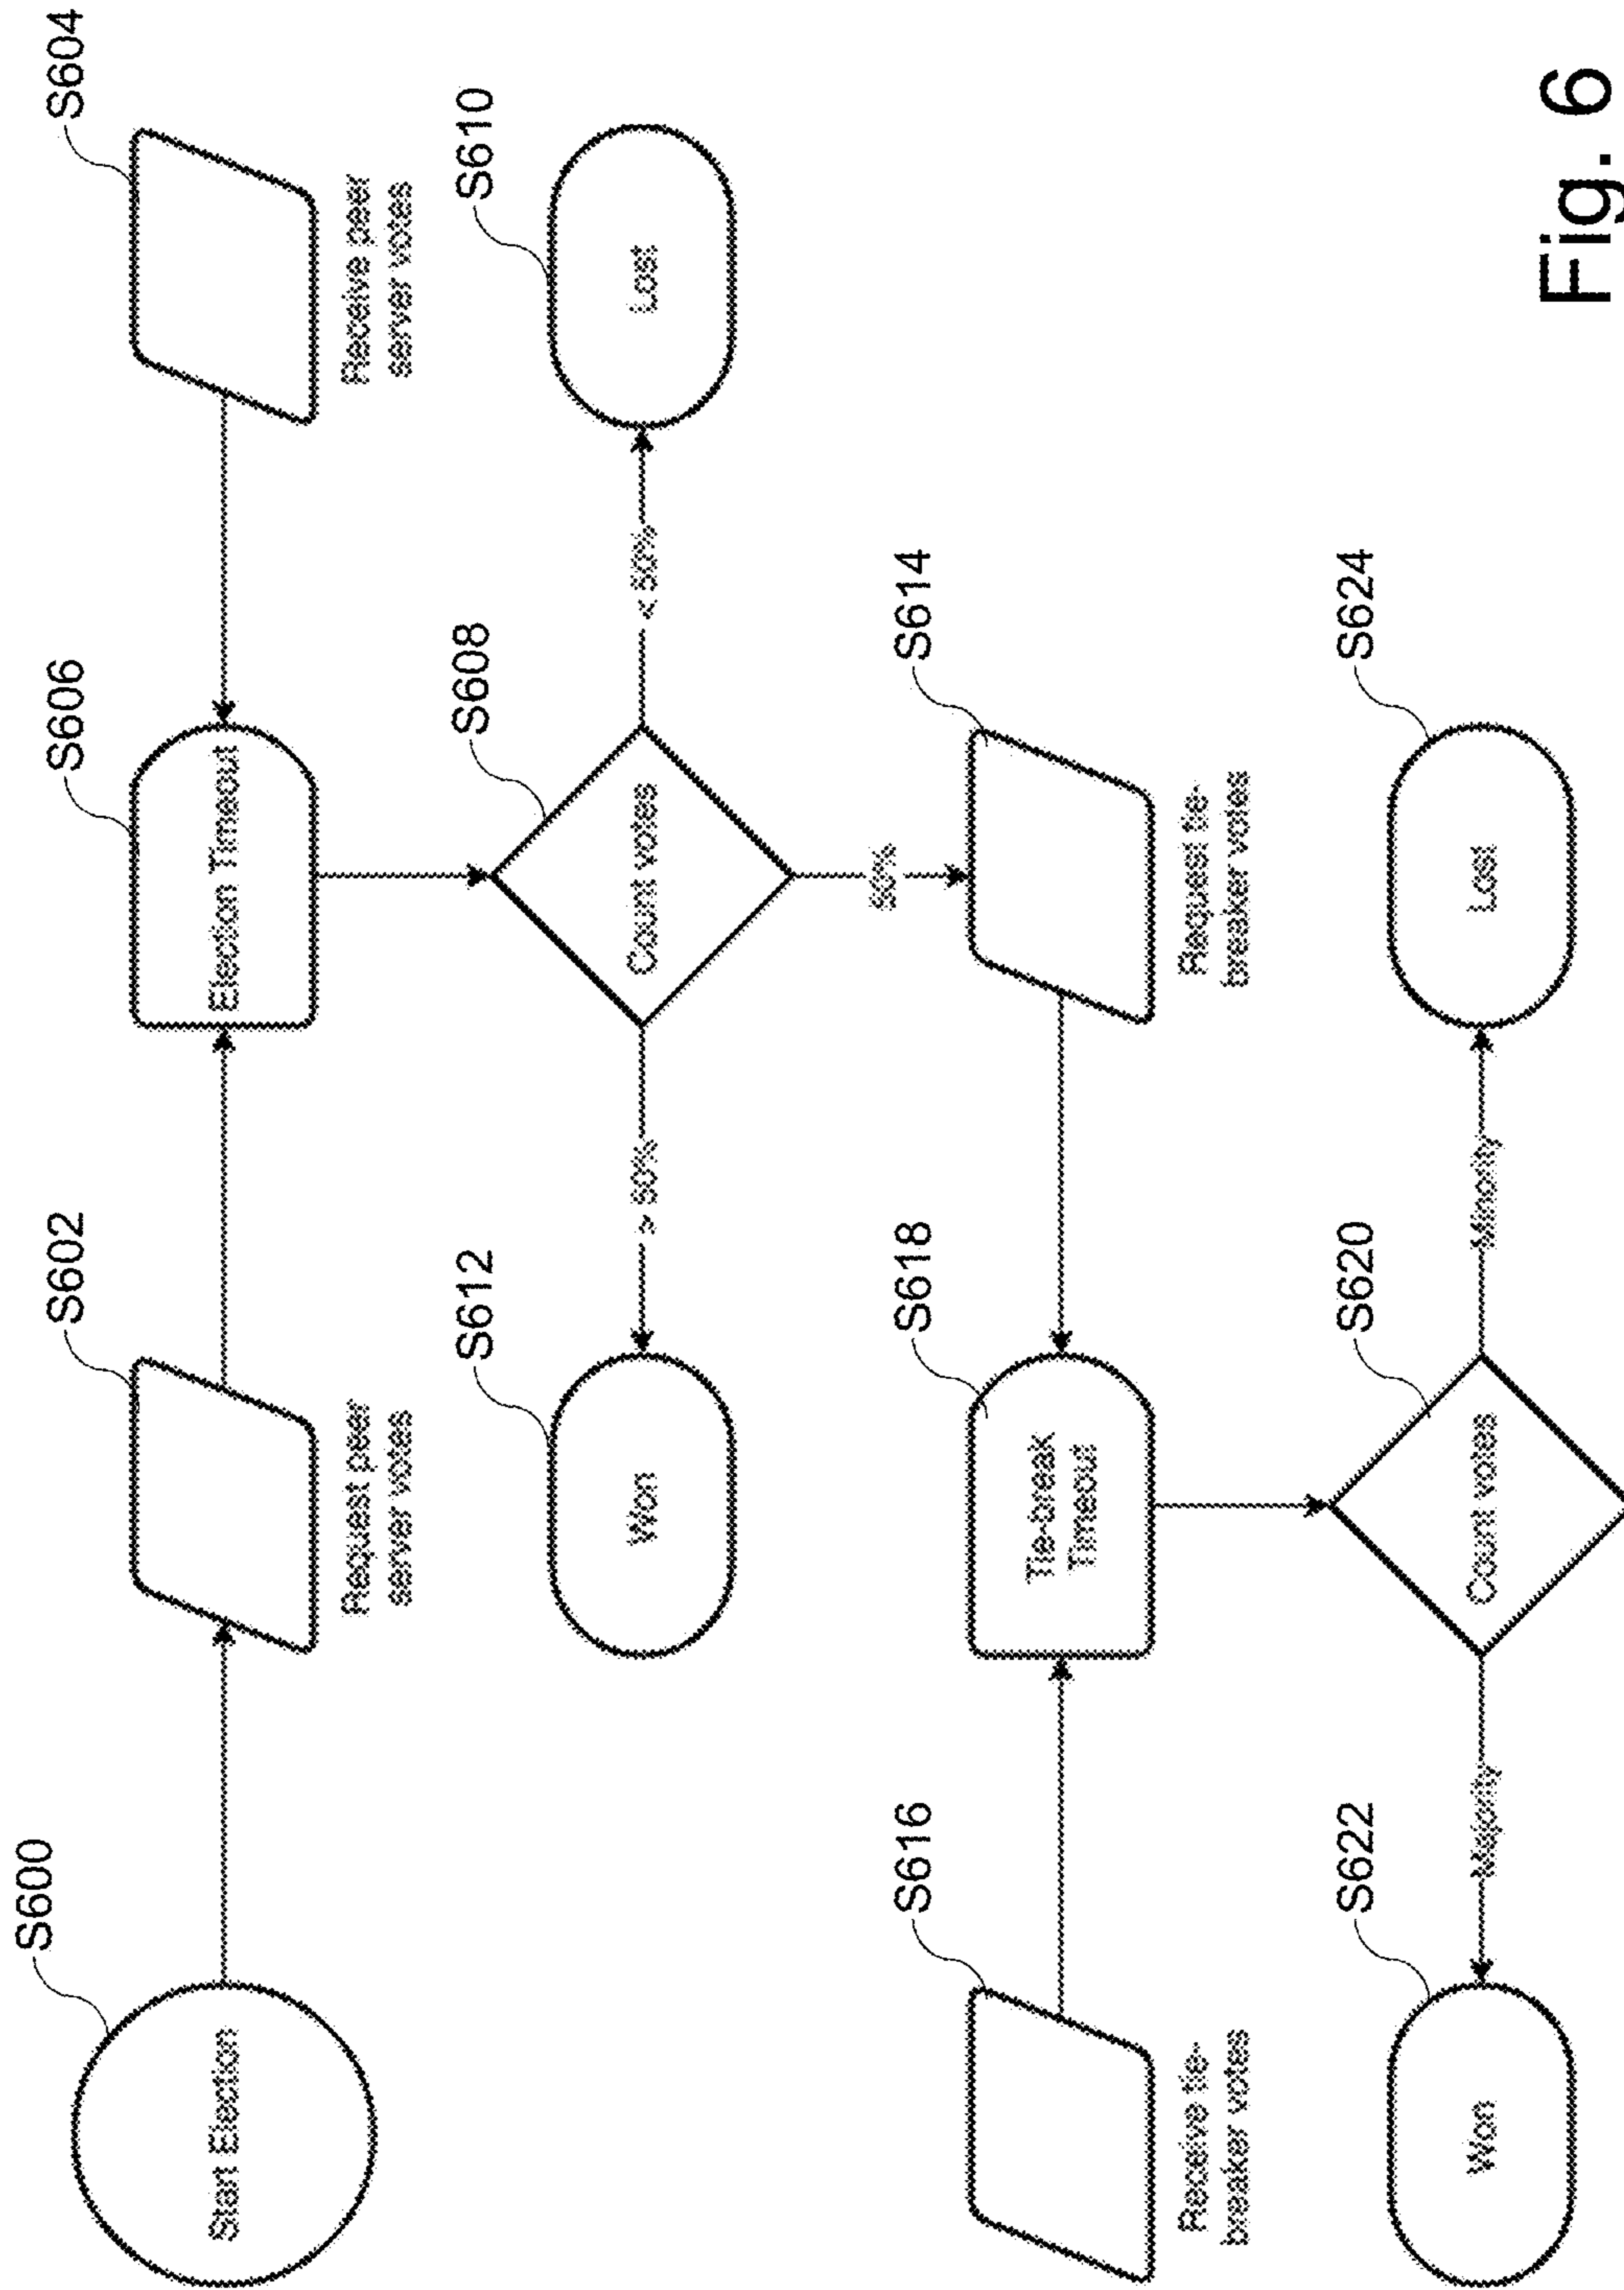 S600
Start Election
S602
Request peer
server votes
S606
Election Timeout
S604
Receive peer
server votes
S612
Won
> 50%
S608
Count votes
< 50%
S610
Lost
50%
S616
Receive tie-
breaker votes
S618
Tie-break
Timeout
S614
Request tie-
breaker votes
S622
Won
Majority
S620
Count votes
Minority
S624
Lost
Fig. 6